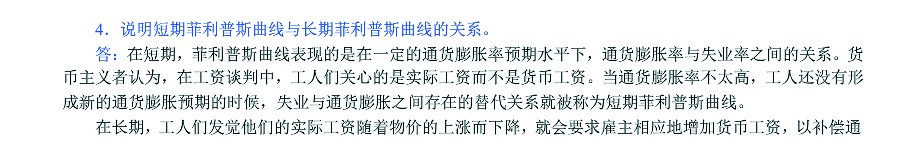 4．说明短期菲利普斯曲线与长期菲利普斯曲线的关系。
答：在短期，菲利普斯曲线表现的是在一定的通货膨胀率预期水平下，通货膨胀率与失业率之间的关系。货
币主义者认为，在工资谈判中，工人们关心的是实际工资而不是货币工资。当通货膨胀率不太高，工人还没有形
成新的通货膨胀预期的时候，失业与通货膨胀之间存在的替代关系就被称为短期菲利普斯曲线。
在长期，工人们发觉他们的实际工资随着物价的上涨而下降，就会要求雇主相应地增加货币工资，以补偿通